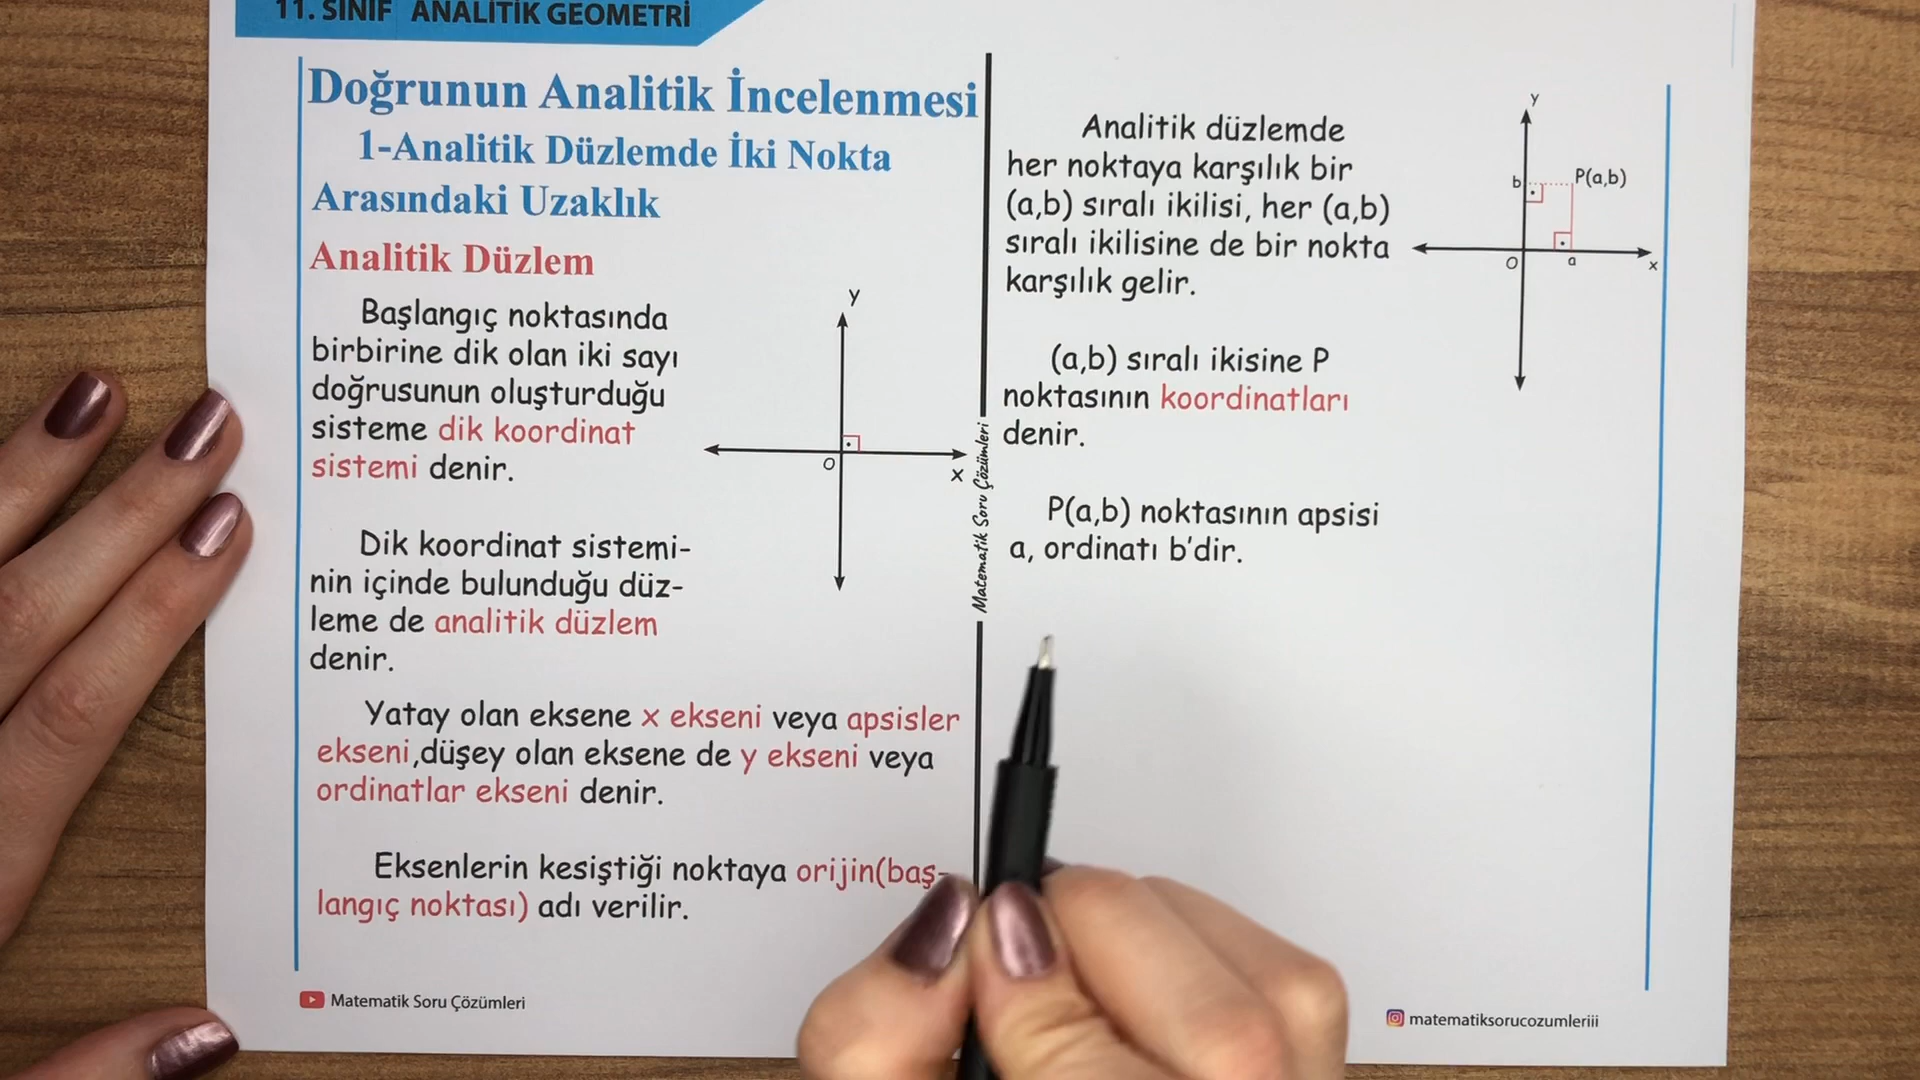 11. SINIF ANALİTİK GEOMETRİ
Doğrunun Analitik İncelenmesi
1-Analitik Düzlemde İki Nokta
Arasındaki Uzaklık
Analitik Düzlem
Başlangıç noktasında
birbirine dik olan iki sayı
doğrusunun oluşturduğu
sisteme dik koordinat
sistemi denir.
y
O
x
Dik koordinat sistemi-
nin içinde bulunduğu düz-
leme de analitik düzlem
denir.
Yatay olan eksene x ekseni veya apsisler
ekseni,düşey olan eksene de y ekseni veya
ordinatlar ekseni denir.
Eksenlerin kesiştiği noktaya orijin(baş-
langıç noktası) adı verilir.
Matematik Soru Çözümleri
Matematik Soru Çözümleri
Analitik düzlemde
her noktaya karşılık bir
(a,b) sıralı ikilisi, her (a,b)
sıralı ikilisine de bir nokta
karşılık gelir.
y
b
P(a,b)
O
a
x
(a,b) sıralı ikisine P
noktasının koordinatları
denir.
P(a,b) noktasının apsisi
a, ordinatı b'dir.
matematiksorucozumleriii